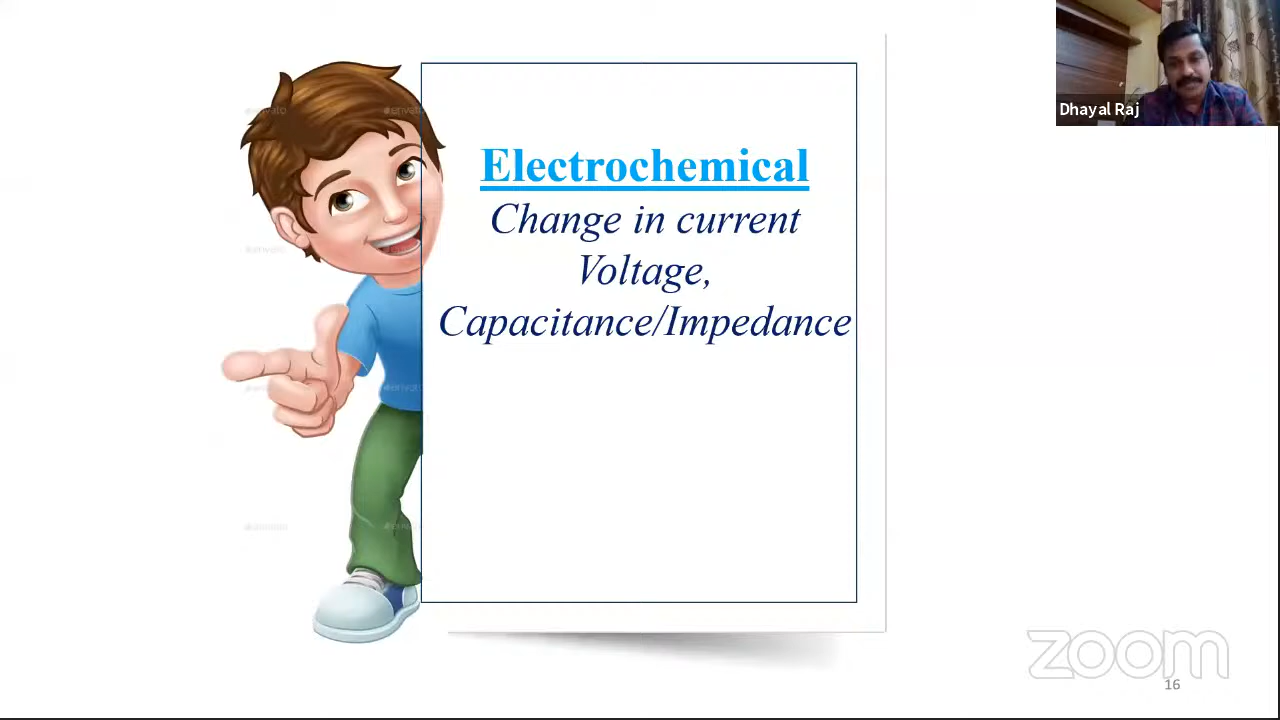 Dhayal Raj
Electrochemical
Change in current
Voltage,
Capacitance/Impedance
zoom
16